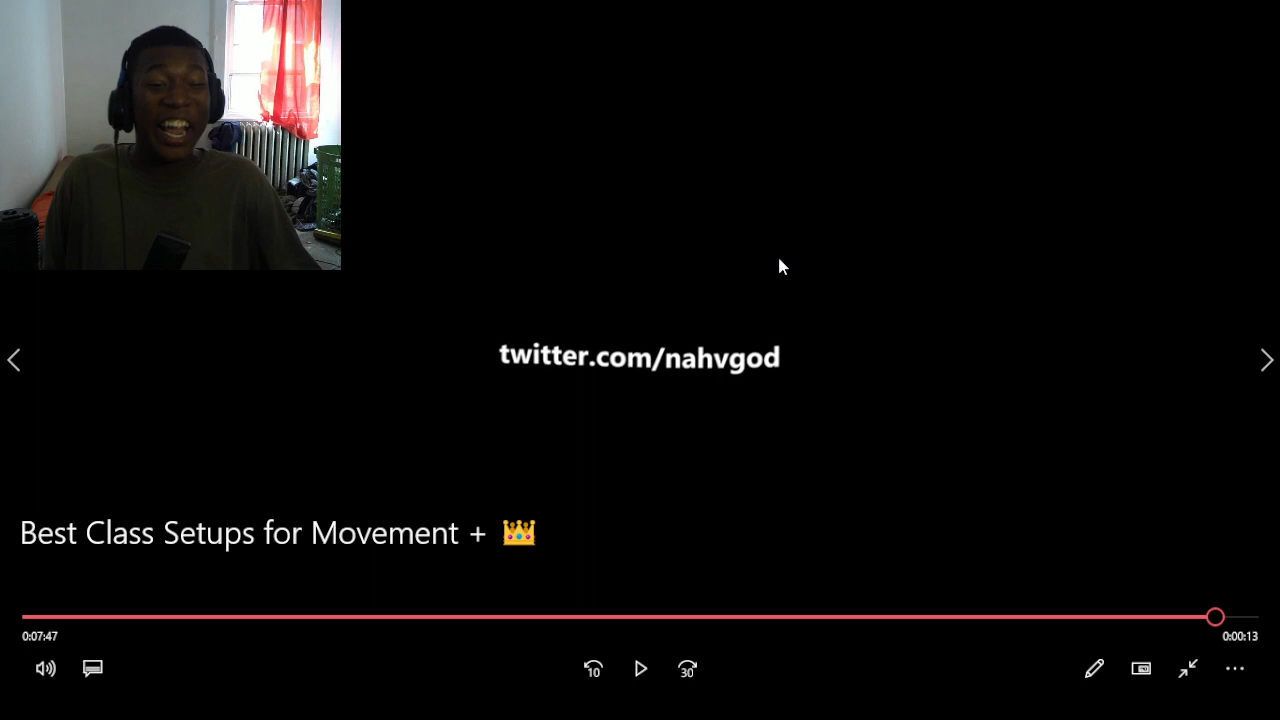 twitter.com/nahvgod
Best Class Setups for Movement + 👑
0:07:47
0:00:13
10
30